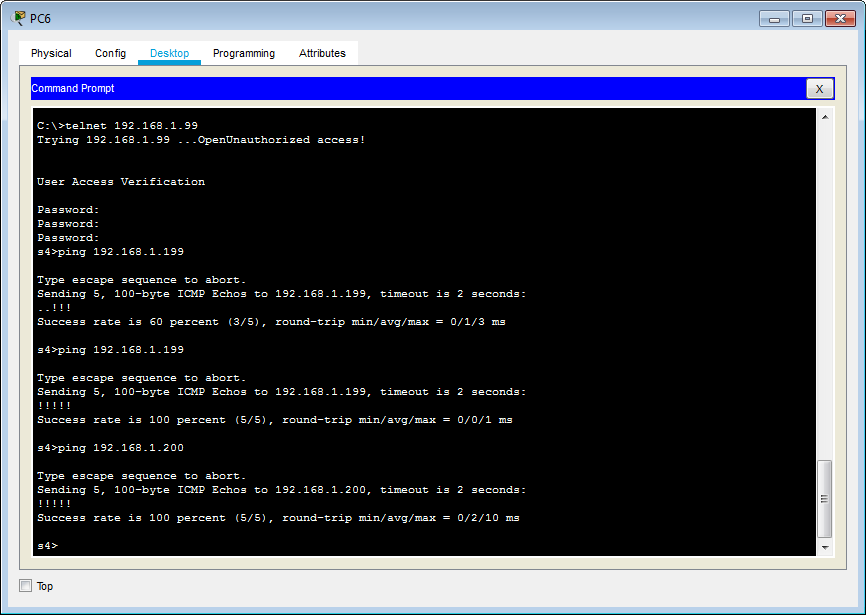 PC6
Physical Config Desktop Programming Attributes
Command Prompt
X
C:\>telnet 192.168.1.99
Trying 192.168.1.99 ...OpenUnauthorized access!
User Access Verification
Password:
Password:
Password:
s4>ping 192.168.1.199
Type escape sequence to abort.
Sending 5, 100-byte ICMP Echos to 192.168.1.199, timeout is 2 seconds:
..!!!
Success rate is 60 percent (3/5), round-trip min/avg/max = 0/1/3 ms
s4>ping 192.168.1.199
Type escape sequence to abort.
Sending 5, 100-byte ICMP Echos to 192.168.1.199, timeout is 2 seconds:
!!!!!
Success rate is 100 percent (5/5), round-trip min/avg/max = 0/0/1 ms
s4>ping 192.168.1.200
Type escape sequence to abort.
Sending 5, 100-byte ICMP Echos to 192.168.1.200, timeout is 2 seconds:
!!!!!
Success rate is 100 percent (5/5), round-trip min/avg/max = 0/2/10 ms
s4>
Top